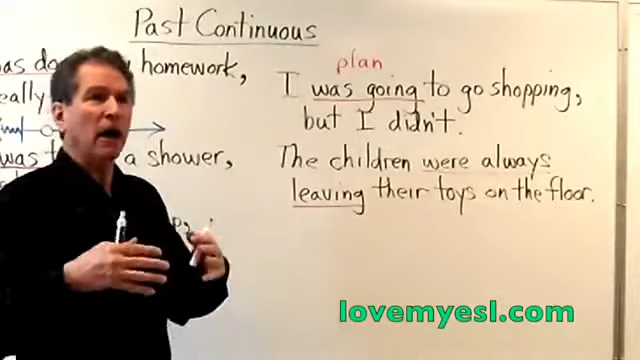 Past Continuous
homework,
a shower,
plan
I was going to go shopping,
but I didn't.
The children were always
leaving their toys on the floor.
lovemyesl.com